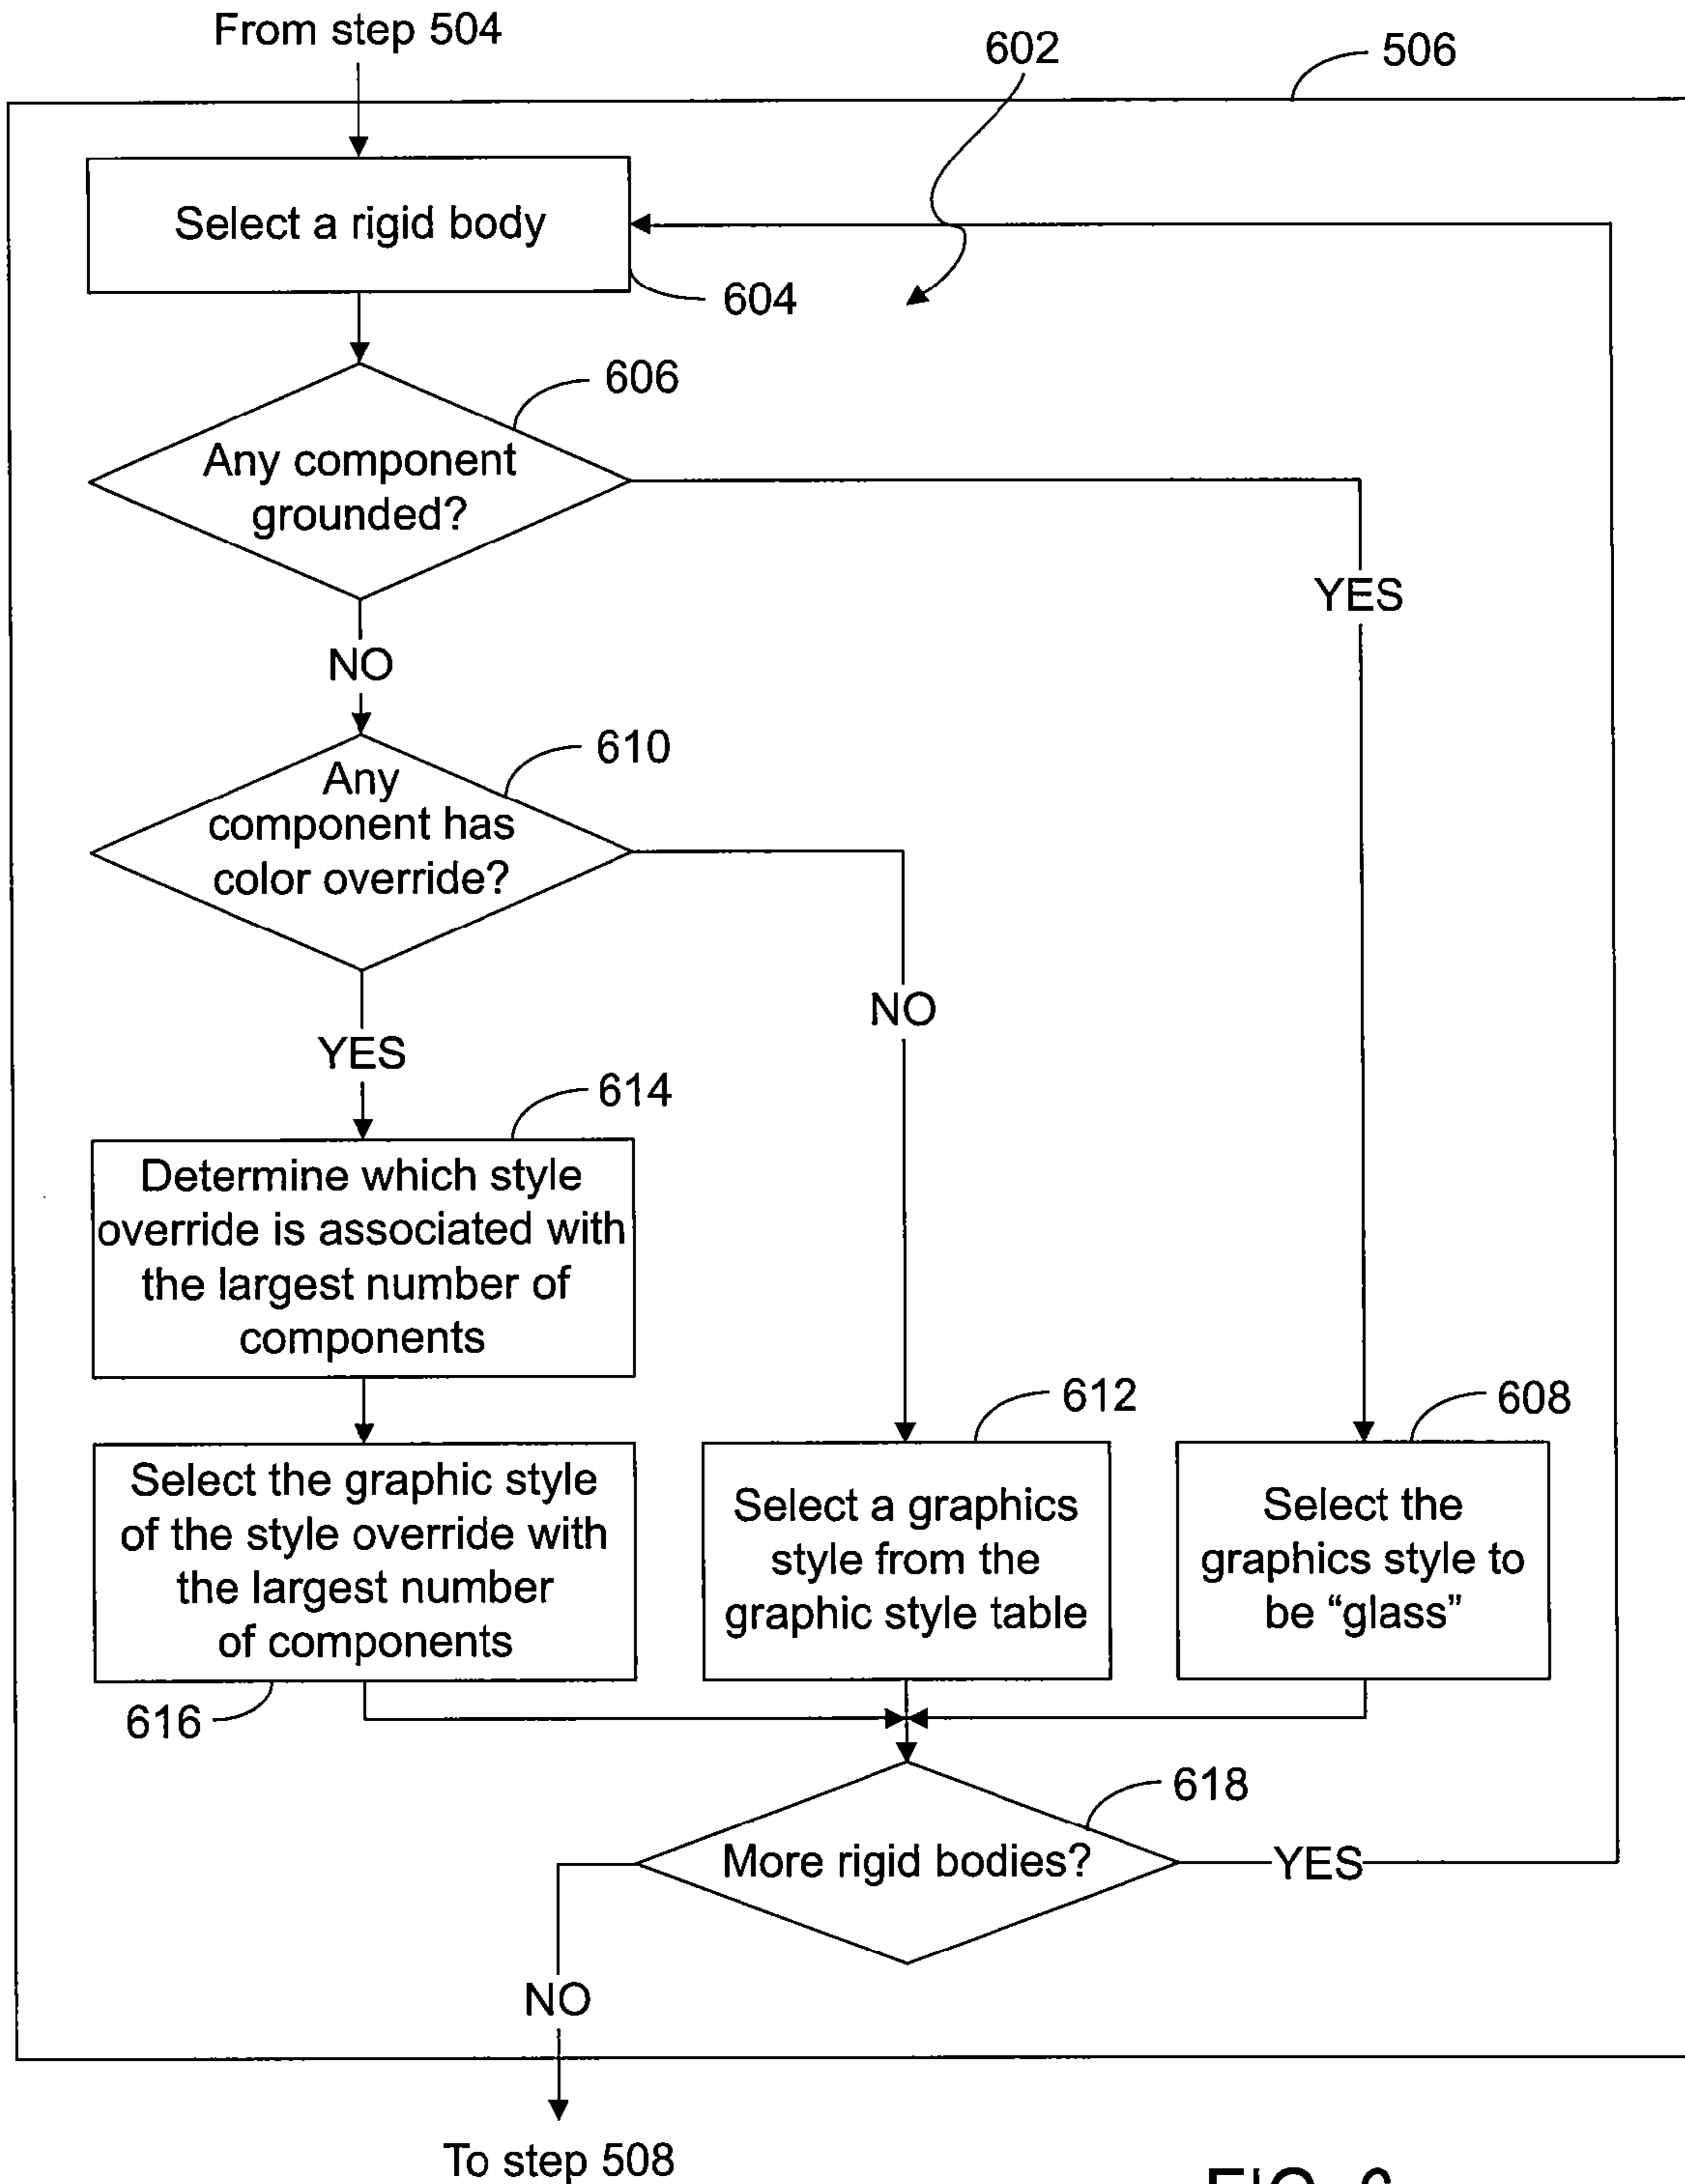 From step 504
602
506
Select a rigid body
604
606
Any component
grounded?
YES
NO
610
Any
component has
color override?
NO
YES
614
Determine which style
override is associated with
the largest number of
components
612
608
Select the graphic style
of the style override with
the largest number
of components
Select a graphics
style from the
graphic style table
Select the
graphics style to
be “glass”
616
618
More rigid bodies?
YES
NO
To step 508